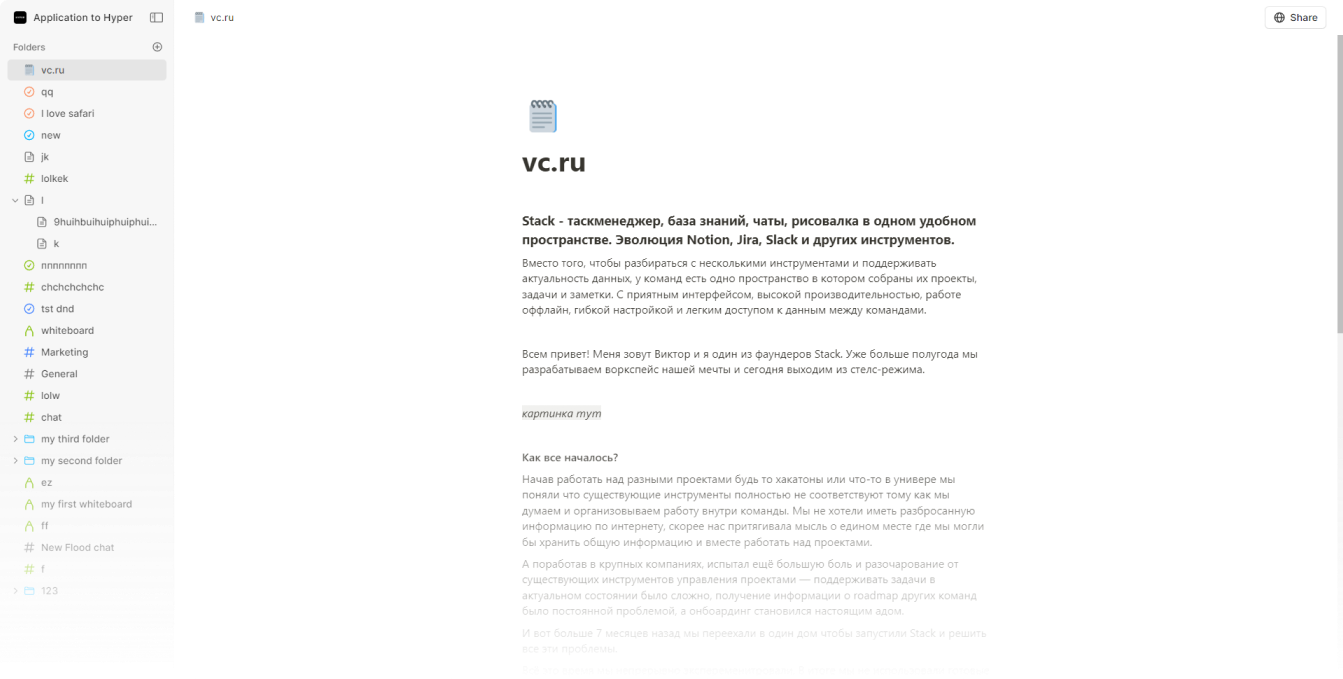 Application to Hyper
Folders
vc.ru
qq
I love safari
new
jk
lolkek
l
9huihbuihuiphuiphui...
k
nnnnnnnn
chchchchchc
tst dnd
whiteboard
Marketing
General
lolw
chat
my third folder
my second folder
ez
my first whiteboard
ff
New Flood chat
f
123
vc.ru
Share
vc.ru
Stack - таскменеджер, база знаний, чаты, рисовалка в одном удобном
пространстве. Эволюция Notion, Jira, Slack и других инструментов.
Вместо того, чтобы разбираться с несколькими инструментами и поддерживать
актуальность данных, у команд есть одно пространство в котором собраны их проекты,
задачи и заметки. С приятным интерфейсом, высокой производительностью, работе
оффлайн, гибкой настройкой и легким доступом к данным между командами.
Всем привет! Меня зовут Виктор и я один из фаундеров Stack. Уже больше полугода мы
разрабатываем воркспейс нашей мечты и сегодня выходим из стелс-режима.
картинка тут
Как все началось?
Начав работать над разными проектами будь то хакатоны или что-то в универе мы
поняли что существующие инструменты полностью не соответствуют тому как мы
думаем и организовываем работу внутри команды. Мы не хотели иметь разбросанную
информацию по интернету, скорее нас притягивала мысль о едином месте где мы могли
бы хранить общую информацию и вместе работать над проектами.
А поработав в крупных компаниях, испытал ещё большую боль и разочарование от
существующих инструментов управления проектами — поддерживать задачи в
актуальном состоянии было сложно, получение информации о roadmap других команд
было постоянной проблемой, а онбоардинг становился настоящим адом.
И вот больше 7 месяцев назад мы переехали в один дом чтобы запустили Stack и решить
все эти проблемы.